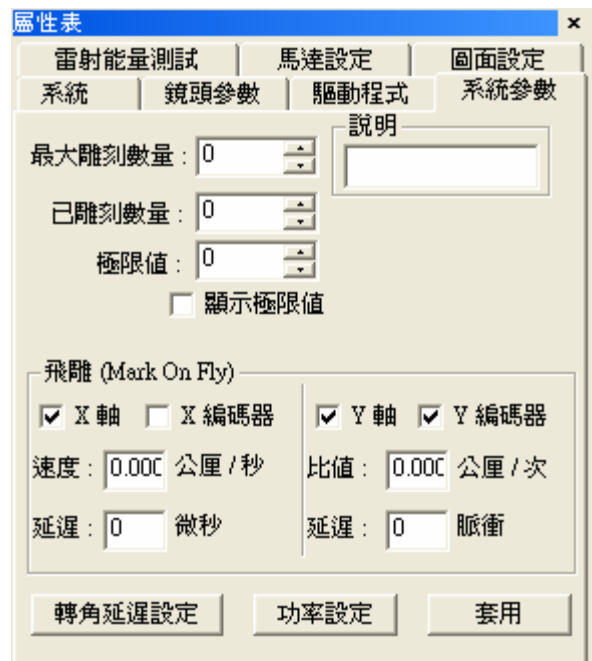 屬性表
雷射能量測試 馬達設定 圖面設定
系統 鏡頭參數 驅動程式 系統參數
最大雕刻數量 : 0
說明
已雕刻數量 : 0
極限值 : 0
顯示極限值
飛雕 (Mark On Fly)
X 軸 X 編碼器 Y 軸 Y 編碼器
速度 : 0.000 公厘 / 秒 比值 : 0.000 公厘 / 次
延遲 : 0 微秒 延遲 : 0 脈衝
轉角延遲設定 功率設定 套用